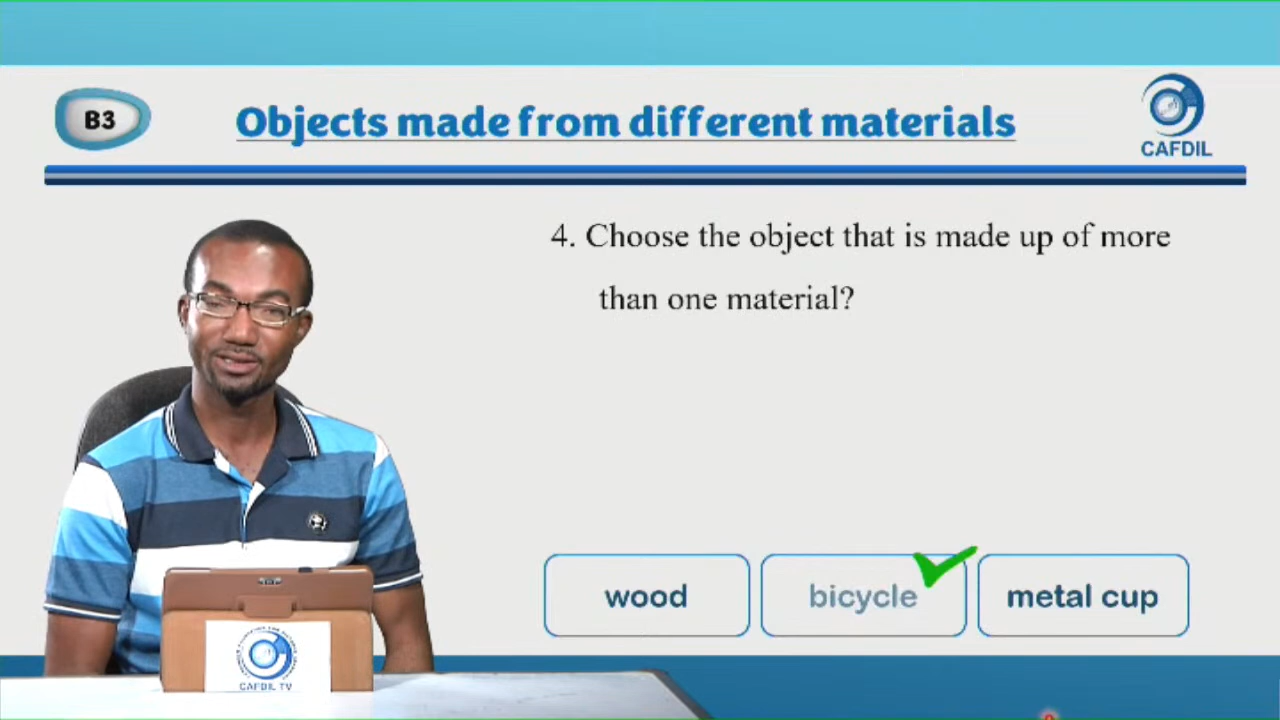 B3
Objects made from different materials
CAFDIL
4. Choose the object that is made up of more
than one material?
wood
bicycle
metal cup
CAFDIL TV